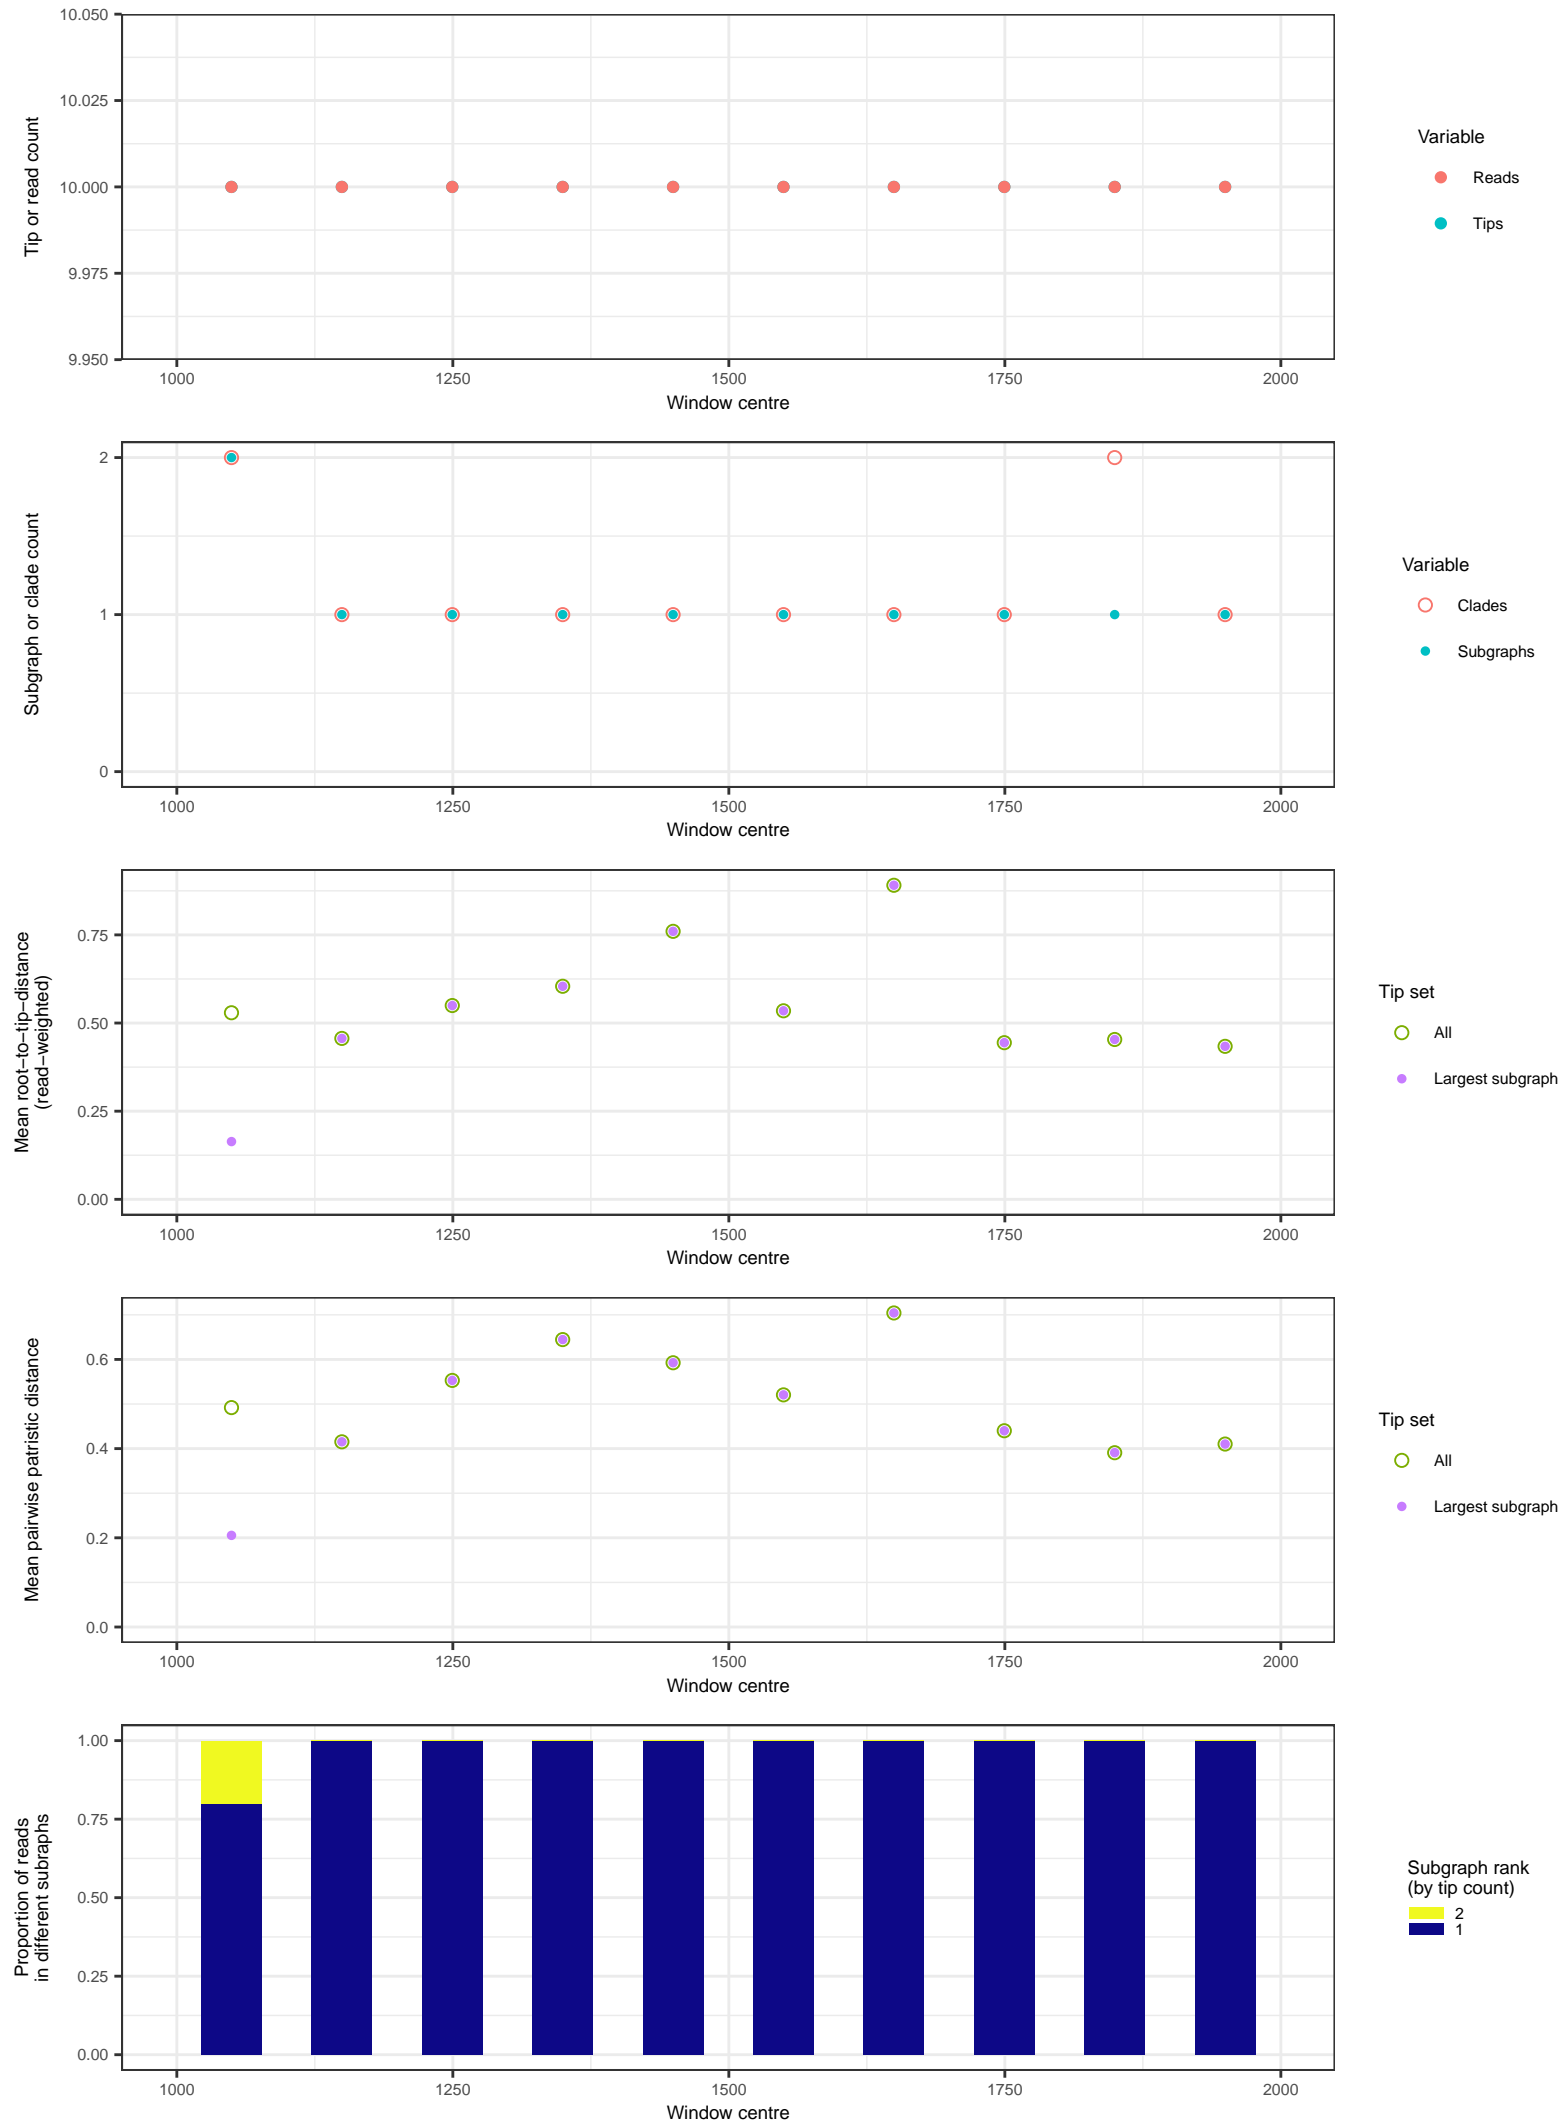 10.050
10.025
10.000
9.975
9.950
Tip or read count
1000 1250 1500 1750 2000
Window centre
Variable
Reads
Tips
2
1
0
Subgraph or clade count
1000 1250 1500 1750 2000
Window centre
Variable
Clades
Subgraphs
0.75
0.50
0.25
0.00
Mean root−to−tip−distance
(read−weighted)
1000 1250 1500 1750 2000
Window centre
Tip set
All
Largest subgraph
0.6
0.4
0.2
0.0
Mean pairwise patristic distance
1000 1250 1500 1750 2000
Window centre
Tip set
All
Largest subgraph
1.00
0.75
0.50
0.25
0.00
Proportion of reads
in different subraphs
1000 1250 1500 1750 2000
Window centre
Subgraph rank
(by tip count)
2
1